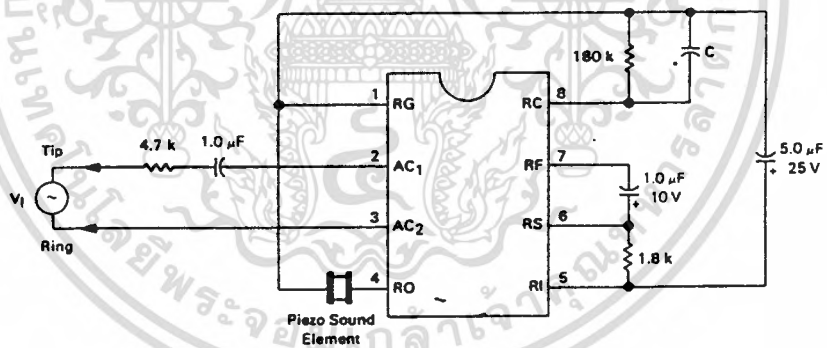 180 k
C
1 RG
RC 8
Tip
4.7 k
1.0 μF
2 AC1
RF 7
VI
~
1.0 μF
+ 10 V
5.0 μF
+ 25 V
3 AC2
RS 6
Ring
1.8 k
4 RO
RI 5
~
Piezo Sound
Element